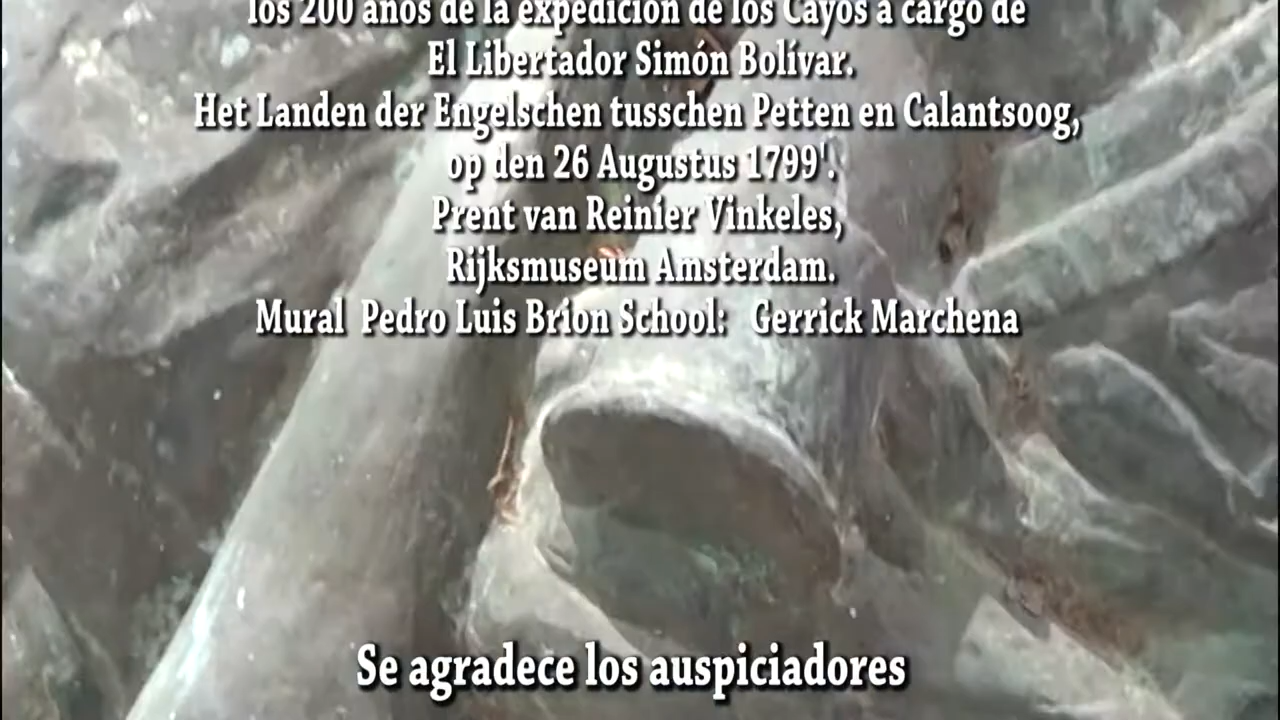 los 200 años de la expedición de los Cayos a cargo de
El Libertador Simón Bolívar.
Het Landen der Engelschen tusschen Petten en Calantsoog,
op den 26 Augustus 1799'.
Prent van Reinier Vinkeles,
Rijksmuseum Amsterdam.
Mural Pedro Luis Brion School: Gerrick Marchena
Se agradece los auspiciadores